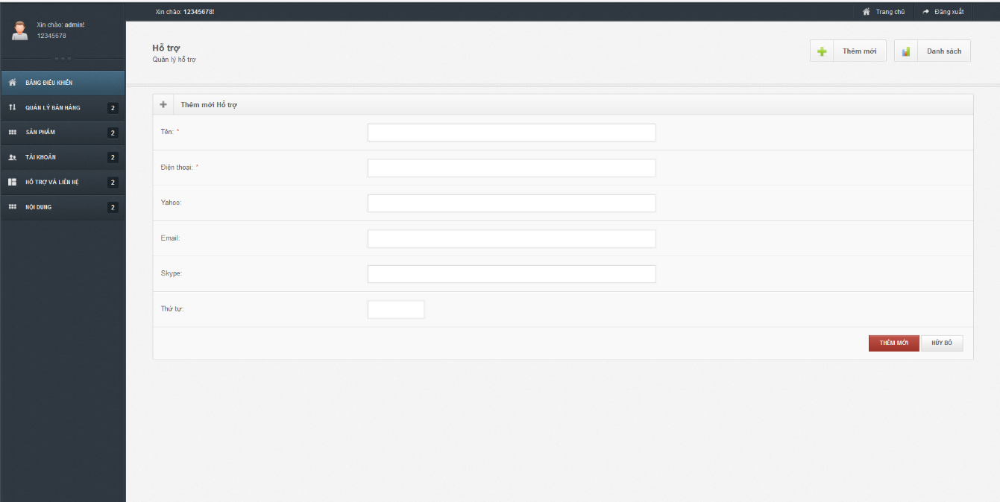 Xin chào: 12345678!
Trang chủ
Đăng xuất
Xin chào: admin!
12345678
Hỗ trợ
Quản lý hỗ trợ
Thêm mới
Danh sách
BẢNG ĐIỀU KHIỂN
QUẢN LÝ BÁN HÀNG 2
SẢN PHẨM 2
TÀI KHOẢN 2
HỖ TRỢ VÀ LIÊN HỆ 2
NỘI DUNG 2
Thêm mới Hỗ trợ
Tên: *
Điện thoại: *
Yahoo:
Email:
Skype:
Thứ tự:
THÊM MỚI
HỦY BỎ